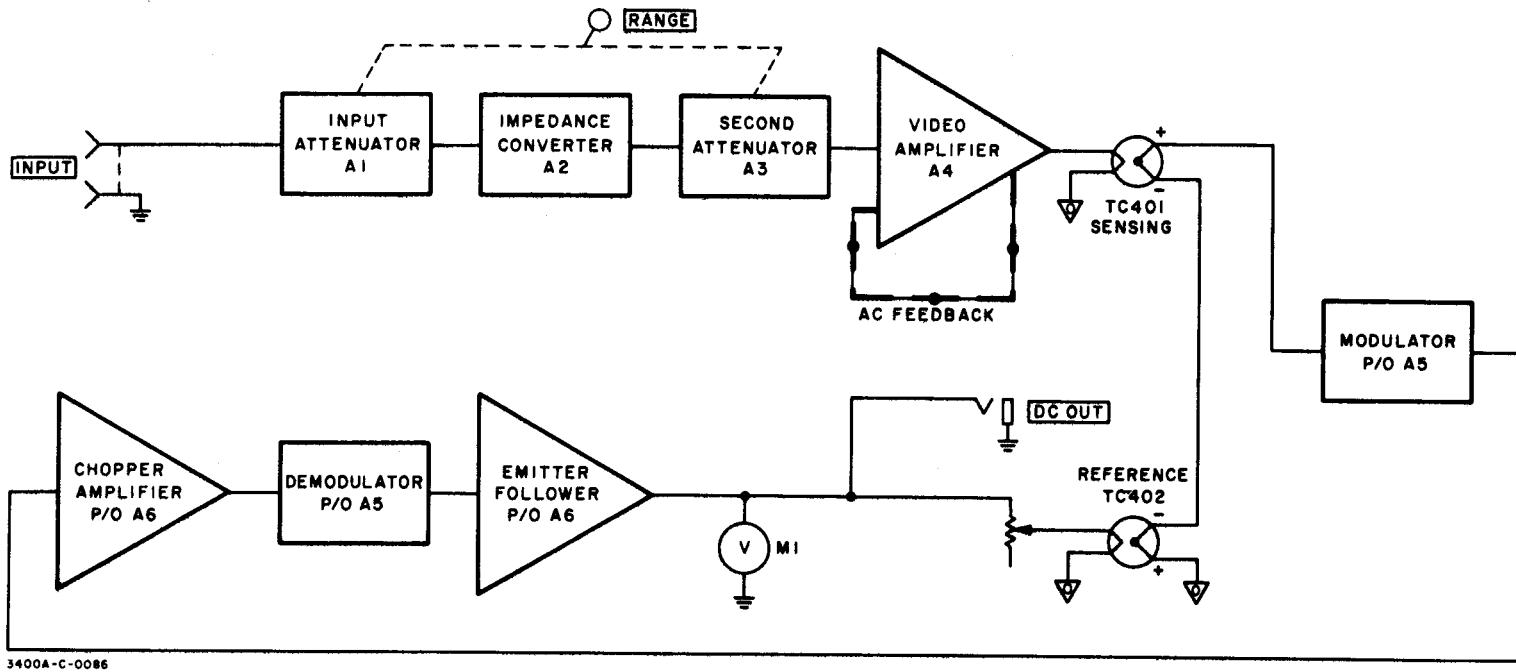 RANGE
INPUT
ATTENUATOR
A1
IMPEDANCE
CONVERTER
A2
SECOND
ATTENUATOR
A3
VIDEO
AMPLIFIER
A4
INPUT
+
-
TC401
SENSING
AC FEEDBACK
MODULATOR
P/O A5
CHOPPER
AMPLIFIER
P/O A6
DEMODULATOR
P/O A5
EMITTER
FOLLOWER
P/O A6
V
M1
DC OUT
REFERENCE
TC402
-
+
3400A-C-0086